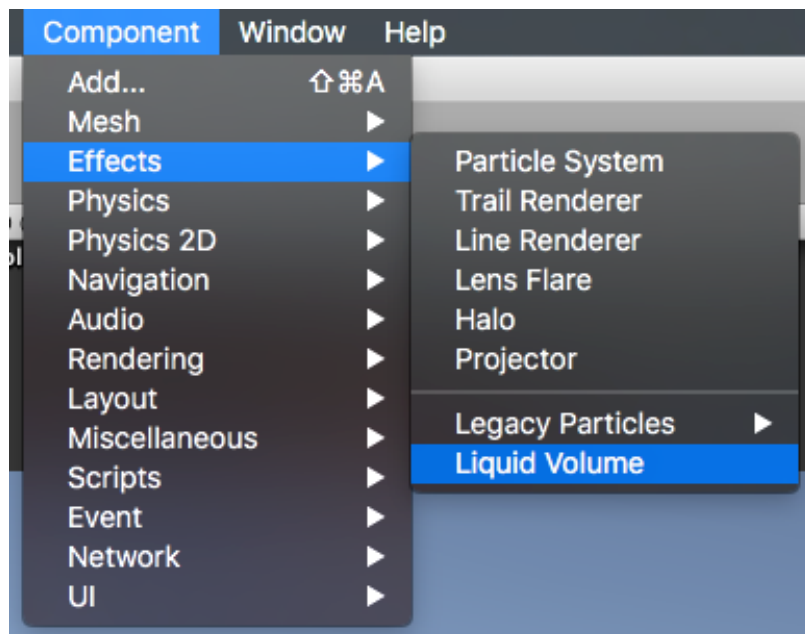 Component Window Help
Add... ⇧⌘A
Mesh
Effects
Physics
Physics 2D
Navigation
Audio
Rendering
Layout
Miscellaneous
Scripts
Event
Network
UI
Particle System
Trail Renderer
Line Renderer
Lens Flare
Halo
Projector
Legacy Particles
Liquid Volume